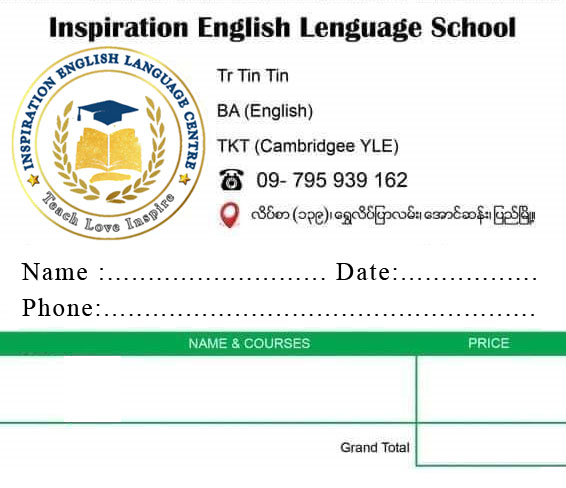 Inspiration English Lenguage School
INSPIRATION ENGLISH LANGUAGE CENTRE
Teach Love Inspire
Tr Tin Tin
BA (English)
TKT (Cambridgee YLE)
09- 795 939 162
လိပ်စာ (၁၃၉)၊ ရွှေလိပ်ပြာလမ်း၊ အောင်ဆန်း၊ ပြည်မြို့။
Name :........................... Date:.................
Phone:.....................................................
NAME & COURSES PRICE
Grand Total